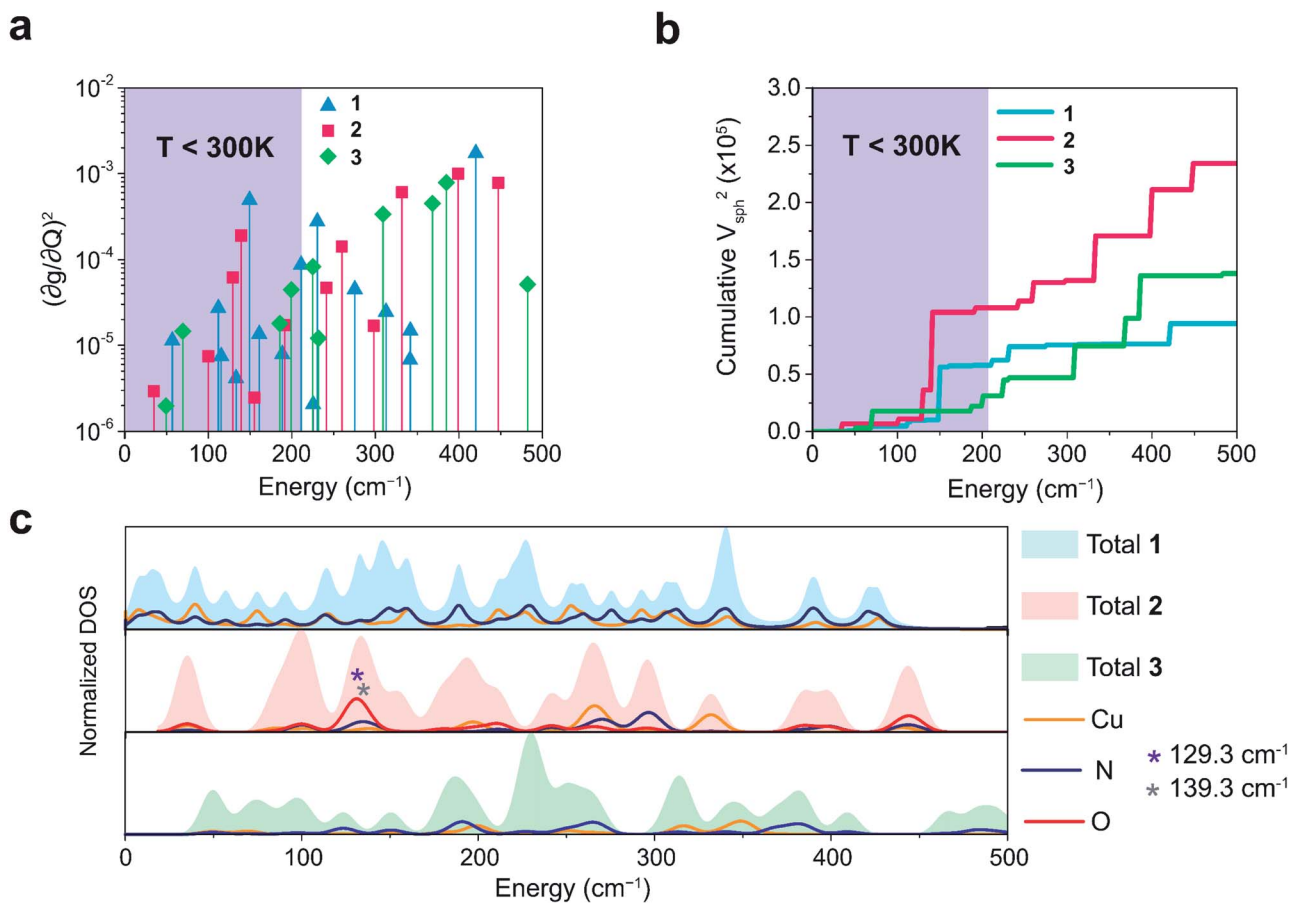 a
10⁻²
10⁻³
10⁻⁴
10⁻⁵
10⁻⁶
(∂g/∂Q)²
T < 300K
1
2
3
0 100 200 300 400 500
Energy (cm⁻¹)
b
3.0
2.5
2.0
1.5
1.0
0.5
0.0
Cumulative Vsph² (x10⁵)
T < 300K
1
2
3
0 100 200 300 400 500
Energy (cm⁻¹)
c
Normalized DOS
*
*
0 100 200 300 400 500
Energy (cm⁻¹)
Total 1
Total 2
Total 3
Cu
N
O
* 129.3 cm⁻¹
* 139.3 cm⁻¹